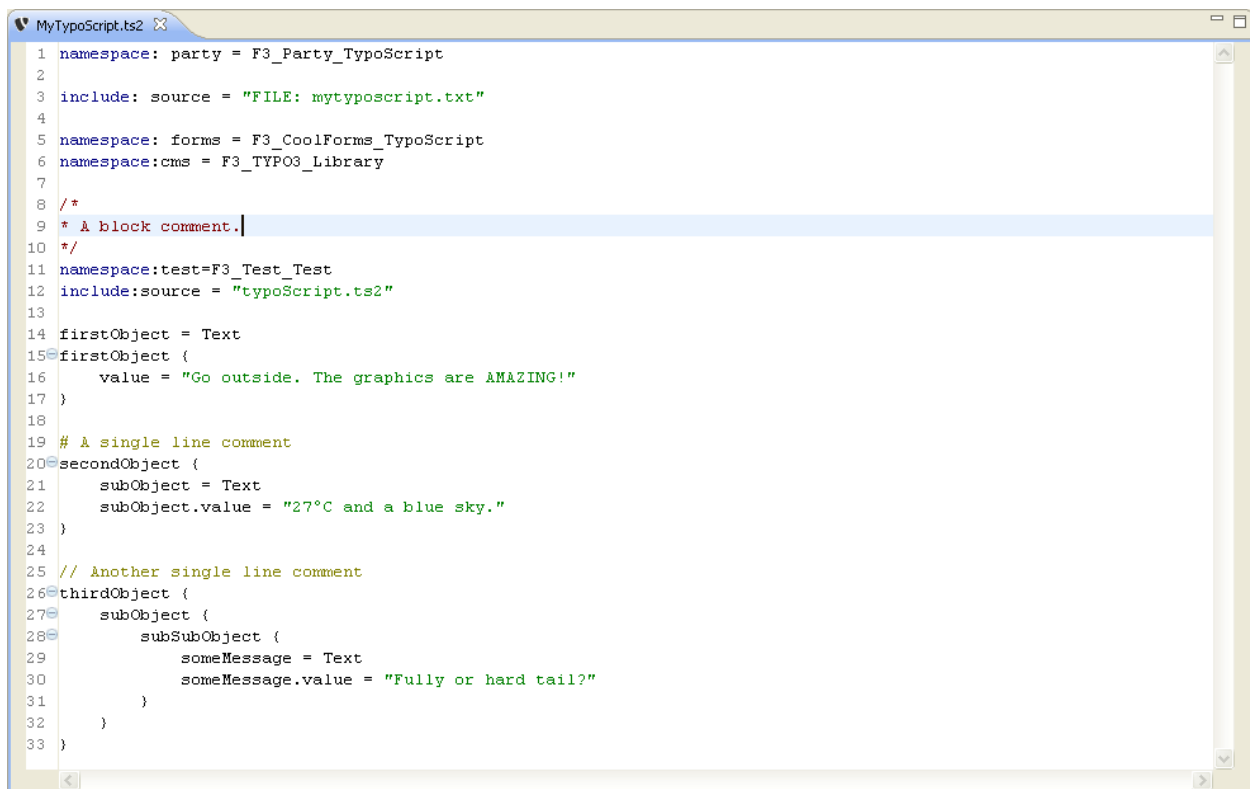 MyTypoScript.ts2
1 namespace: party = F3_Party_TypoScript
2
3 include: source = "FILE: mytyposcript.txt"
4
5 namespace: forms = F3_CoolForms_TypoScript
6 namespace:cms = F3_TYPO3_Library
7
8 /*
9 * A block comment.
10 */
11 namespace:test=F3_Test_Test
12 include:source = "typoScript.ts2"
13
14 firstObject = Text
15 firstObject {
16     value = "Go outside. The graphics are AMAZING!"
17 }
18
19 # A single line comment
20 secondObject {
21     subObject = Text
22     subObject.value = "27°C and a blue sky."
23 }
24
25 // Another single line comment
26 thirdObject {
27     subObject {
28         subSubObject {
29             someMessage = Text
30             someMessage.value = "Fully or hard tail?"
31         }
32     }
33 }